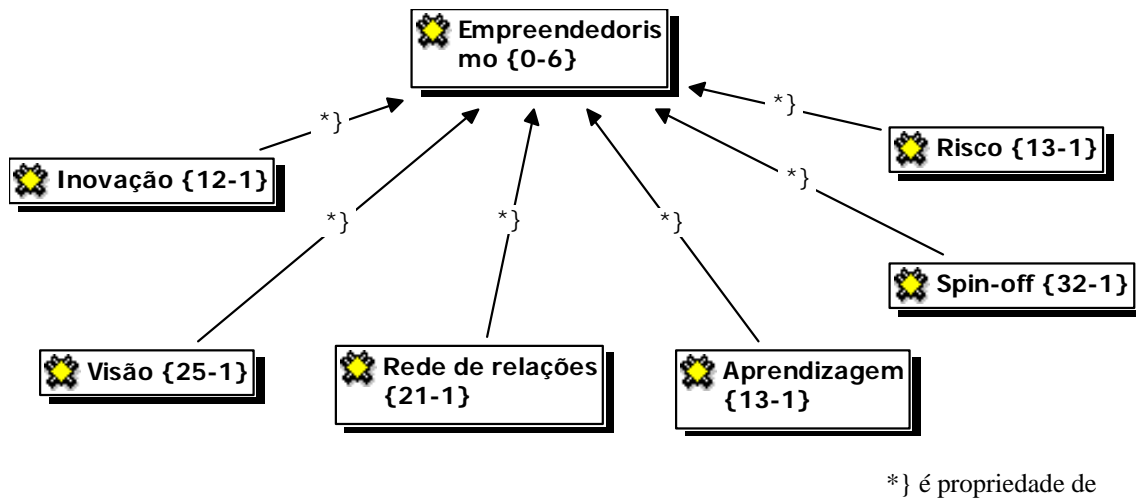 Empreendedoris
mo {0-6}
*}
*}
Risco {13-1}
Inovação {12-1}
*}
*}
*}
*}
Spin-off {32-1}
Visão {25-1}
Rede de relações
{21-1}
Aprendizagem
{13-1}
*} é propriedade de